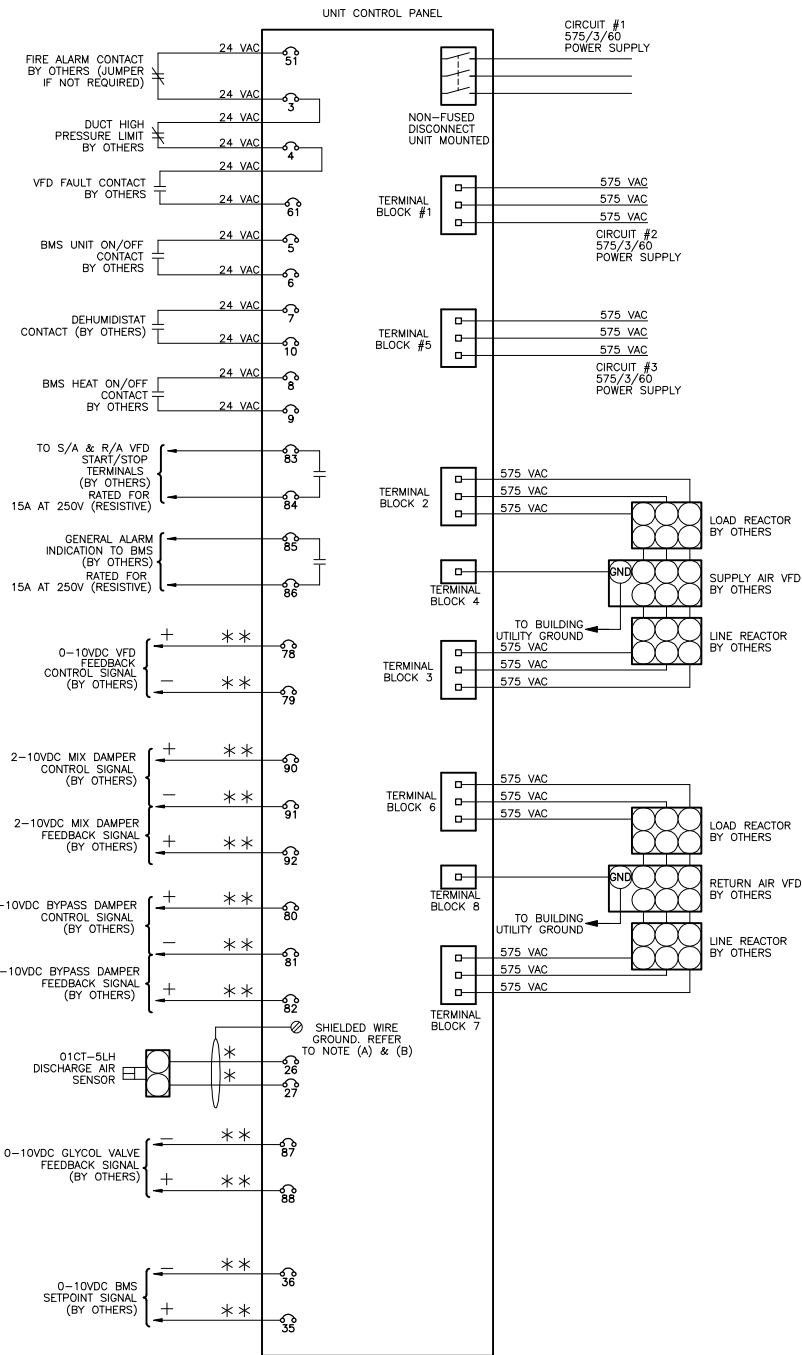 UNIT CONTROL PANEL
FIRE ALARM CONTACT
BY OTHERS (JUMPER
IF NOT REQUIRED)
24 VAC
51
24 VAC
3
DUCT HIGH
PRESSURE LIMIT
BY OTHERS
24 VAC
24 VAC
4
VFD FAULT CONTACT
BY OTHERS
24 VAC
24 VAC
61
BMS UNIT ON/OFF
CONTACT
BY OTHERS
24 VAC
5
24 VAC
6
DEHUMIDISTAT
CONTACT (BY OTHERS)
24 VAC
7
24 VAC
10
BMS HEAT ON/OFF
CONTACT
BY OTHERS
24 VAC
8
24 VAC
9
TO S/A & R/A VFD
START/STOP
TERMINALS
(BY OTHERS)
RATED FOR
15A AT 250V (RESISTIVE)
83
84
GENERAL ALARM
INDICATION TO BMS
(BY OTHERS)
RATED FOR
15A AT 250V (RESISTIVE)
85
86
0-10VDC VFD
FEEDBACK
CONTROL SIGNAL
(BY OTHERS)
+ ** 78
- ** 79
2-10VDC MIX DAMPER
CONTROL SIGNAL
(BY OTHERS)
+ ** 90
- ** 91
2-10VDC MIX DAMPER
FEEDBACK SIGNAL
(BY OTHERS)
+ ** 92
-10VDC BYPASS DAMPER
CONTROL SIGNAL
(BY OTHERS)
+ ** 80
- ** 81
-10VDC BYPASS DAMPER
FEEDBACK SIGNAL
(BY OTHERS)
+ ** 82
SHIELDED WIRE
GROUND. REFER
TO NOTE (A) & (B)
01CT-5LH
DISCHARGE AIR
SENSOR
* 26
* 27
0-10VDC GLYCOL VALVE
FEEDBACK SIGNAL
(BY OTHERS)
- ** 87
+ ** 88
0-10VDC BMS
SETPOINT SIGNAL
(BY OTHERS)
- ** 36
+ ** 35
CIRCUIT #1
575/3/60
POWER SUPPLY
NON-FUSED
DISCONNECT
UNIT MOUNTED
TERMINAL
BLOCK #1
575 VAC
575 VAC
575 VAC
CIRCUIT #2
575/3/60
POWER SUPPLY
TERMINAL
BLOCK #5
575 VAC
575 VAC
575 VAC
CIRCUIT #3
575/3/60
POWER SUPPLY
TERMINAL
BLOCK 2
575 VAC
575 VAC
575 VAC
LOAD REACTOR
BY OTHERS
TERMINAL
BLOCK 4
GND
SUPPLY AIR VFD
BY OTHERS
TO BUILDING
UTILITY GROUND
LINE REACTOR
BY OTHERS
TERMINAL
BLOCK 3
575 VAC
575 VAC
575 VAC
TERMINAL
BLOCK 6
575 VAC
575 VAC
575 VAC
LOAD REACTOR
BY OTHERS
TERMINAL
BLOCK 8
GND
RETURN AIR VFD
BY OTHERS
TO BUILDING
UTILITY GROUND
LINE REACTOR
BY OTHERS
575 VAC
575 VAC
575 VAC
TERMINAL
BLOCK 7